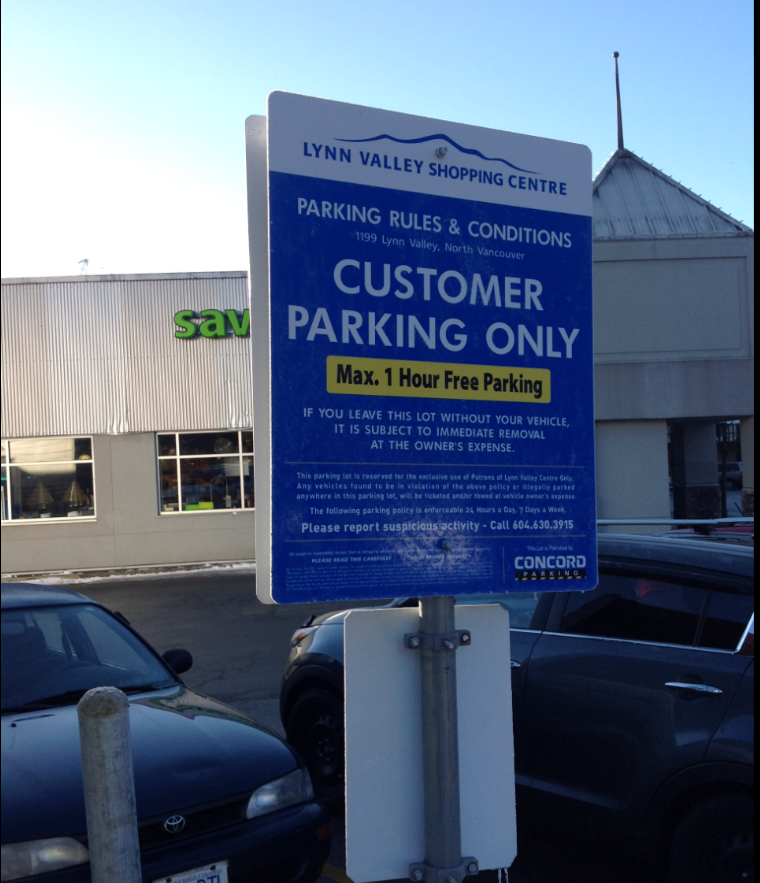 LYNN VALLEY SHOPPING CENTRE
PARKING RULES & CONDITIONS
1199 Lynn Valley, North Vancouver
CUSTOMER
PARKING ONLY
Max. 1 Hour Free Parking
IF YOU LEAVE THIS LOT WITHOUT YOUR VEHICLE,
IT IS SUBJECT TO IMMEDIATE REMOVAL
AT THE OWNER'S EXPENSE.
This parking lot is reserved for the exclusive use of Patrons of Lynn Valley Centre Only.
Any vehicles found to be in violation of the above policy or illegally parked
anywhere in this parking lot, will be ticketed and/or towed at vehicle owner's expense.
The following parking policy is enforceable 24 Hours a Day, 7 Days a Week.
Please report suspicious activity - Call 604.630.3915
PLEASE READ THIS CAREFULLY
This Lot is Patrolled by
CONCORD
PARKING
sav